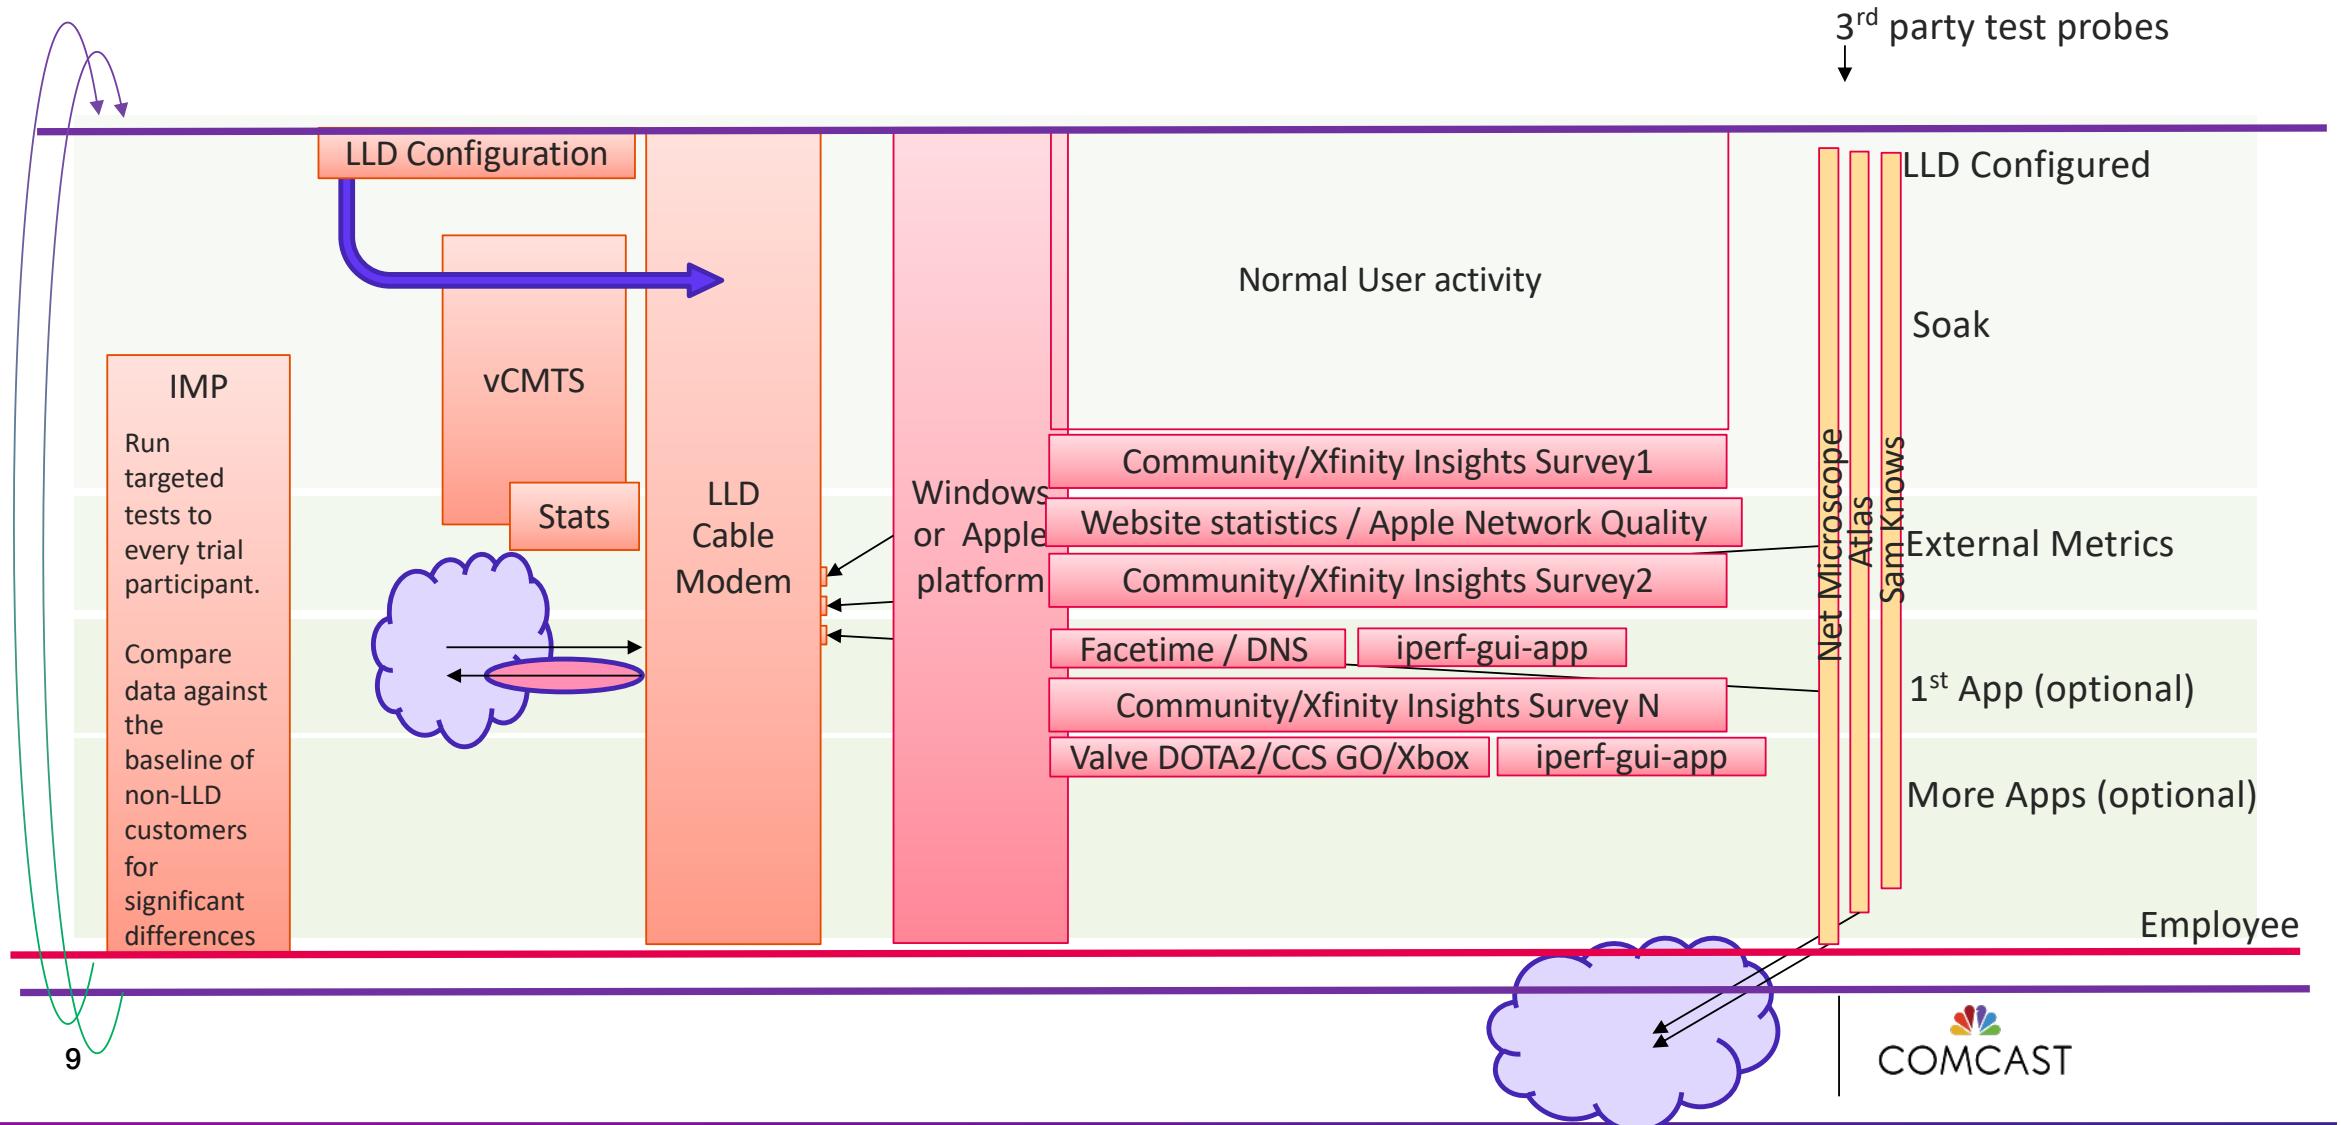 3rd party test probes
LLD Configuration
LLD Configured
Normal User activity
Soak
IMP
Run
targeted
tests to
every trial
participant.
Compare
data against
the
baseline of
non-LLD
customers
for
significant
differences
vCMTS
Stats
LLD
Cable
Modem
Windows
or Apple
platform
Community/Xfinity Insights Survey1
Website statistics / Apple Network Quality
Community/Xfinity Insights Survey2
Facetime / DNS
iperf-gui-app
Community/Xfinity Insights Survey N
Valve DOTA2/CCS GO/Xbox
iperf-gui-app
Net Microscope
Atlas
Sam Knows
External Metrics
1st App (optional)
More Apps (optional)
Employee
9
COMCAST